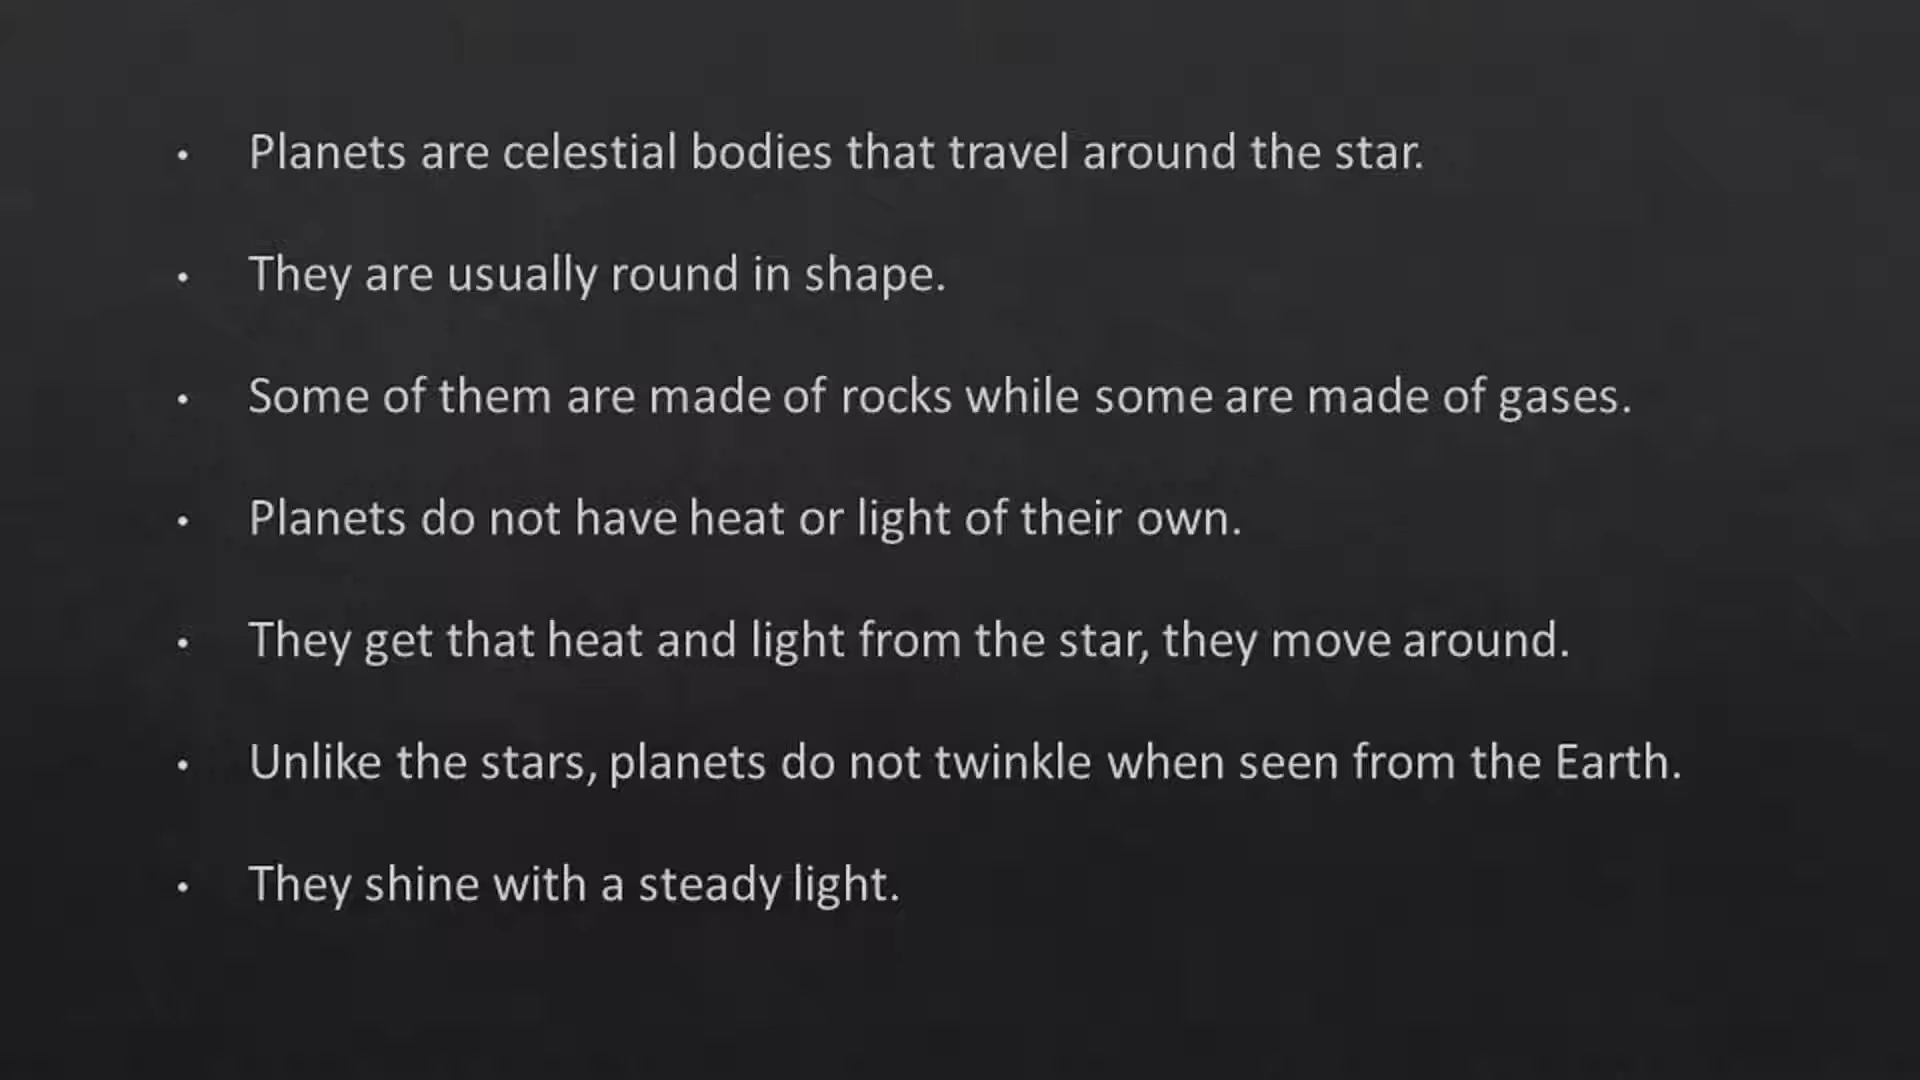 • Planets are celestial bodies that travel around the star.
• They are usually round in shape.
• Some of them are made of rocks while some are made of gases.
• Planets do not have heat or light of their own.
• They get that heat and light from the star, they move around.
• Unlike the stars, planets do not twinkle when seen from the Earth.
• They shine with a steady light.